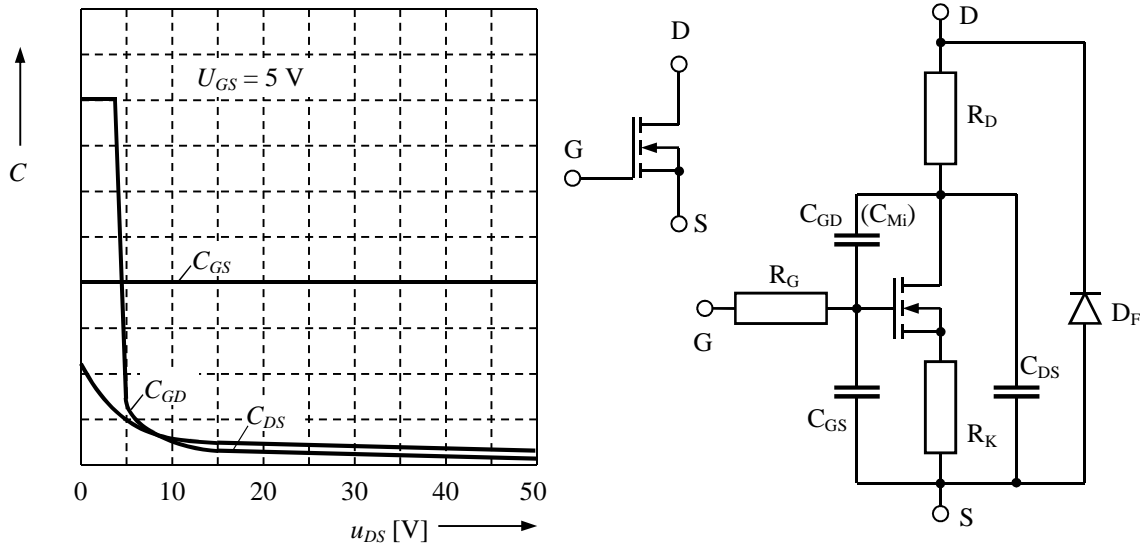 C
U_GS = 5 V
C_GS
C_GD
C_DS
0 10 20 30 40 50
u_DS [V]
D
G
S
D
R_D
C_GD (C_Mi)
R_G
G
D_F
C_DS
C_GS
R_K
S